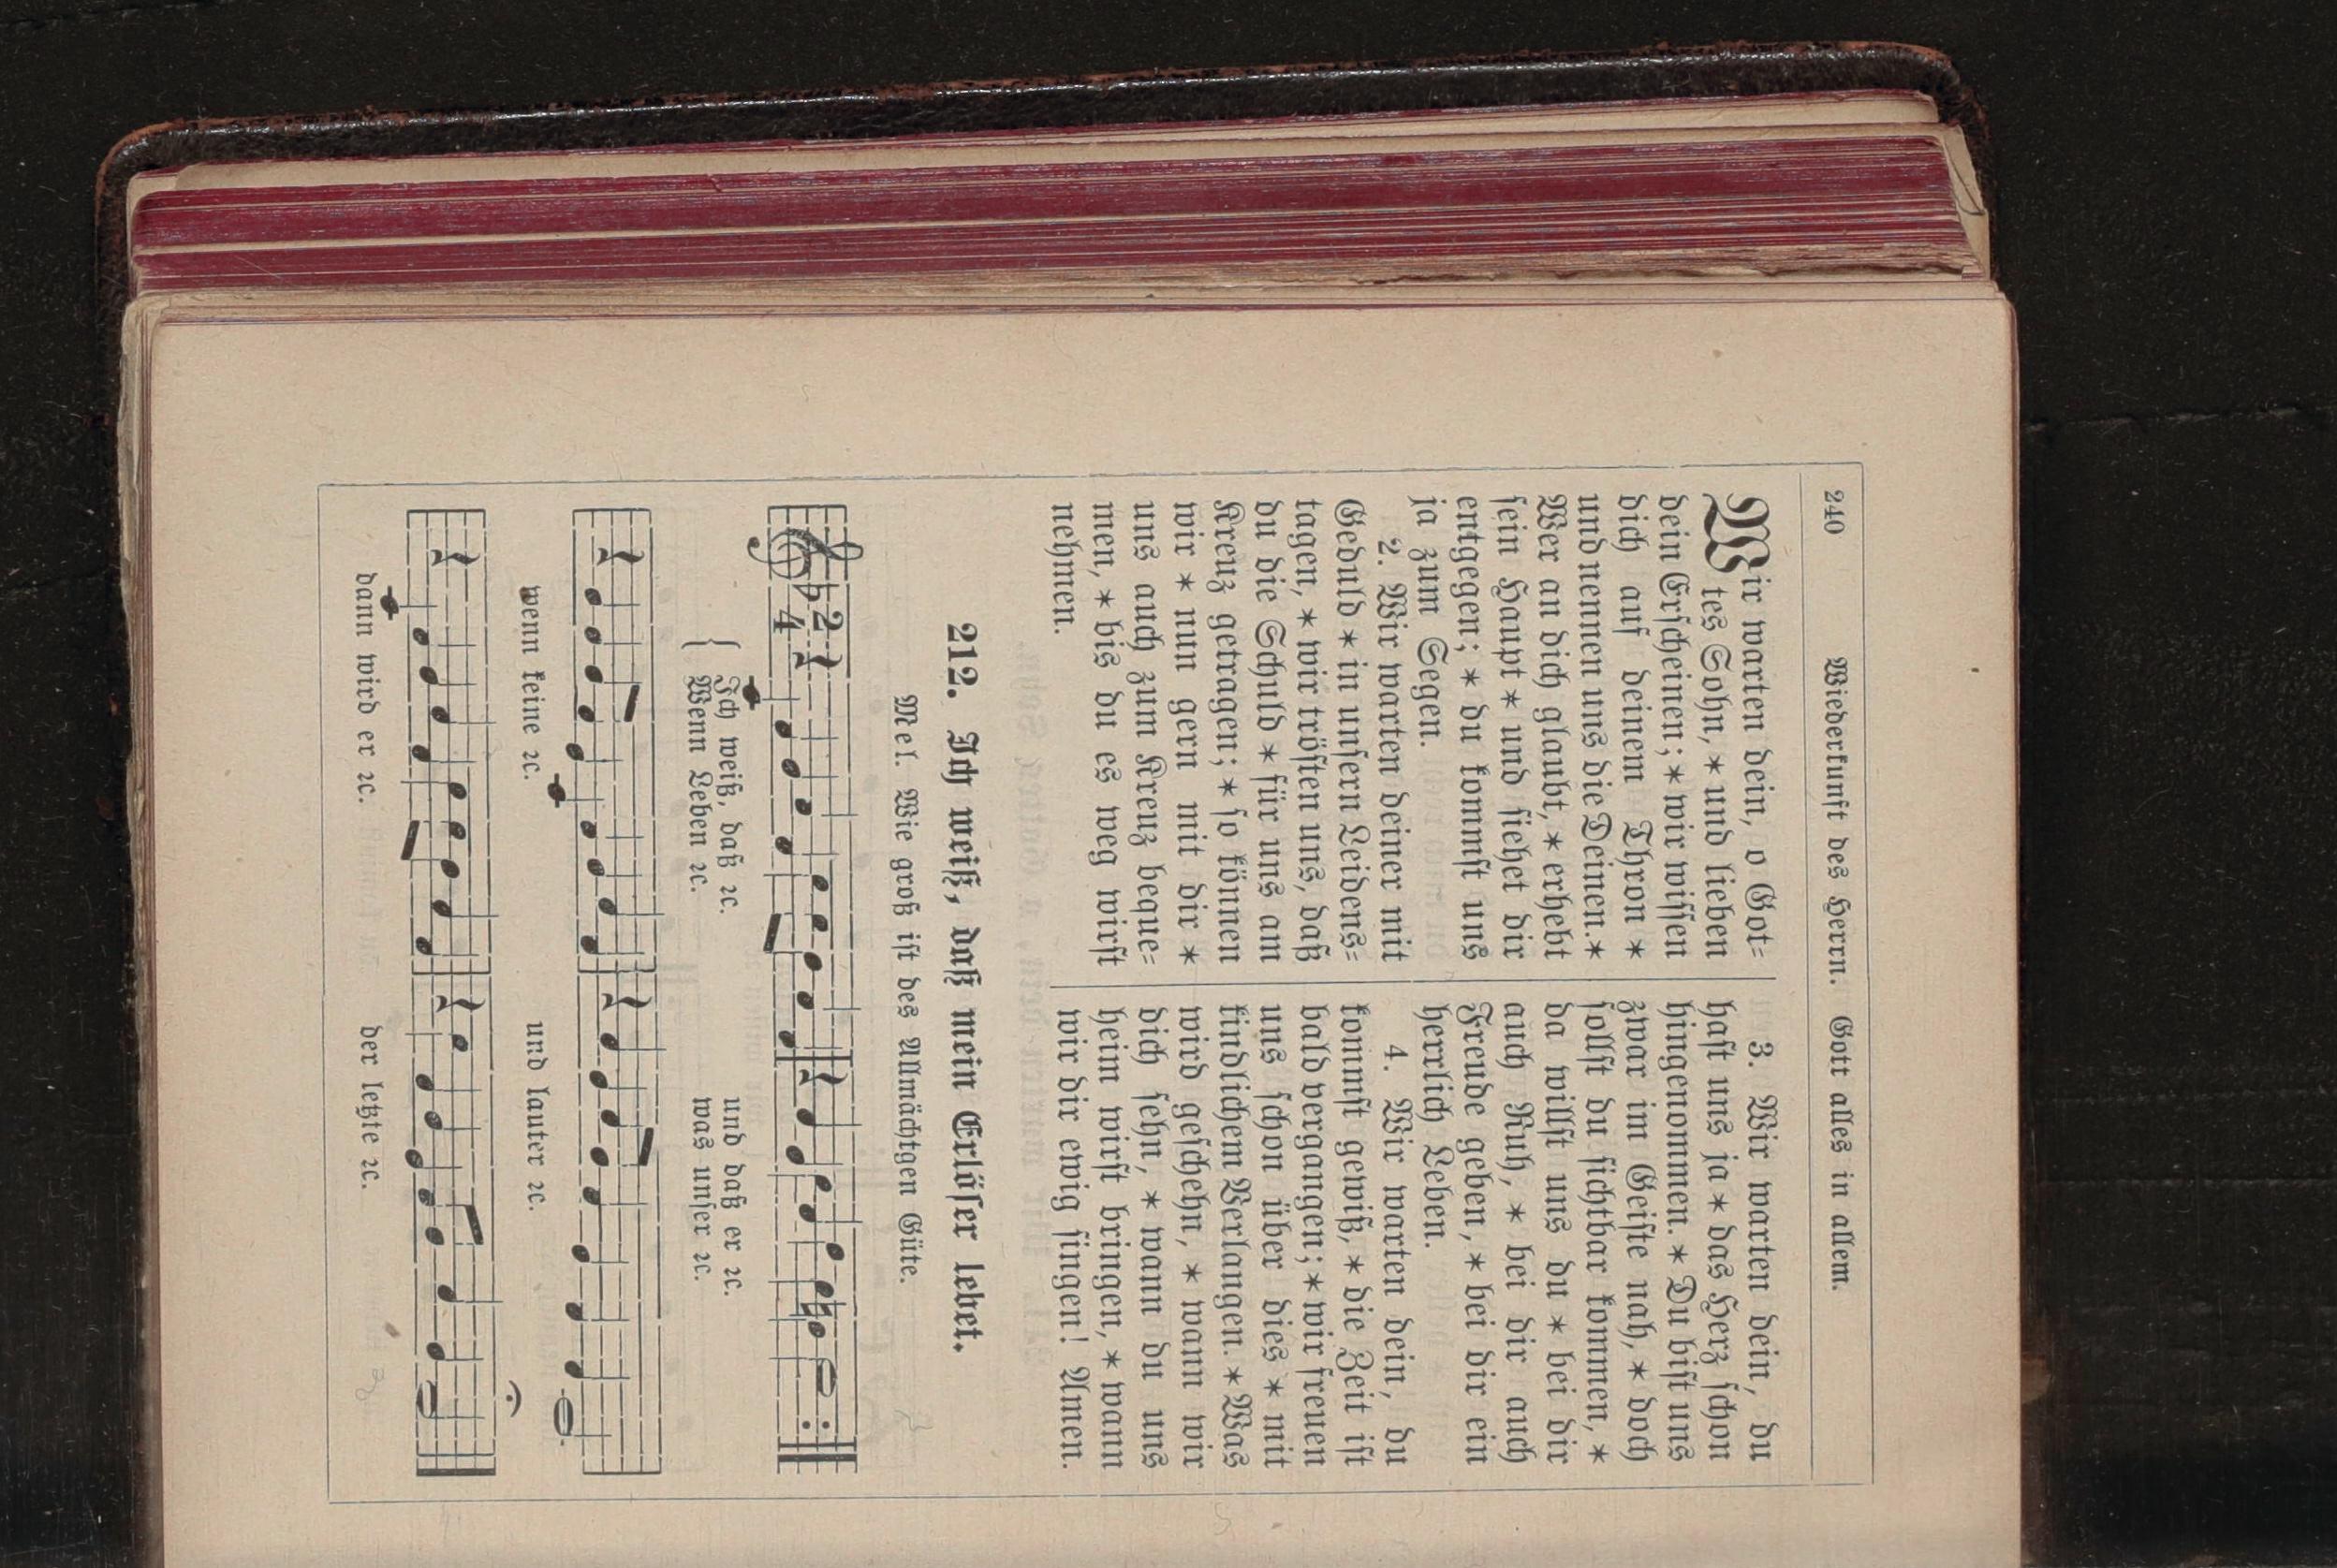 240 Wiederkunft des Herrn. Gott alles in allem.
Wir warten dein, o Got-
tes Sohn, * und lieben
dein Erscheinen; * wir wissen
dich auf deinem Thron *
und nennen uns die Deinen. *
Wer an dich glaubt, * erhebt
sein Haupt * und siehet dir
entgegen; * du kommst uns
ja zum Segen.
2. Wir warten deiner mit
Geduld * in unsern Leidens-
tagen, * wir trösten uns, daß
du die Schuld * für uns am
Kreuz getragen; * so können
wir * nun gern mit dir *
uns auch zum Kreuz beque-
men, * bis du es weg wirst
nehmen.
3. Wir warten dein, du
hast uns ja * das Herz schon
hingenommen. * Du bist uns
zwar im Geiste nah, * doch
sollst du sichtbar kommen, *
da willst uns du * bei dir
auch Ruh, * bei dir auch
Freude geben, * bei dir ein
herrlich Leben.
4. Wir warten dein, du
kommst gewiß, * die Zeit ist
bald vergangen; * wir freuen
uns schon über dies * mit
kindlichem Verlangen. * Was
wird geschehn, * wann wir
dich sehn, * wann du uns
heim wirst bringen, * wann
wir dir ewig singen! Amen.
212. Ich weiß, daß mein Erlöser lebet.
Mel. Wie groß ist des Allmächtgen Güte.
2
4
{ Ich weiß, daß ꝛc. und daß er ꝛc.
Wenn Leben ꝛc. was unser ꝛc.
wenn keine ꝛc. und lauter ꝛc.
dann wird er ꝛc. der letzte ꝛc.